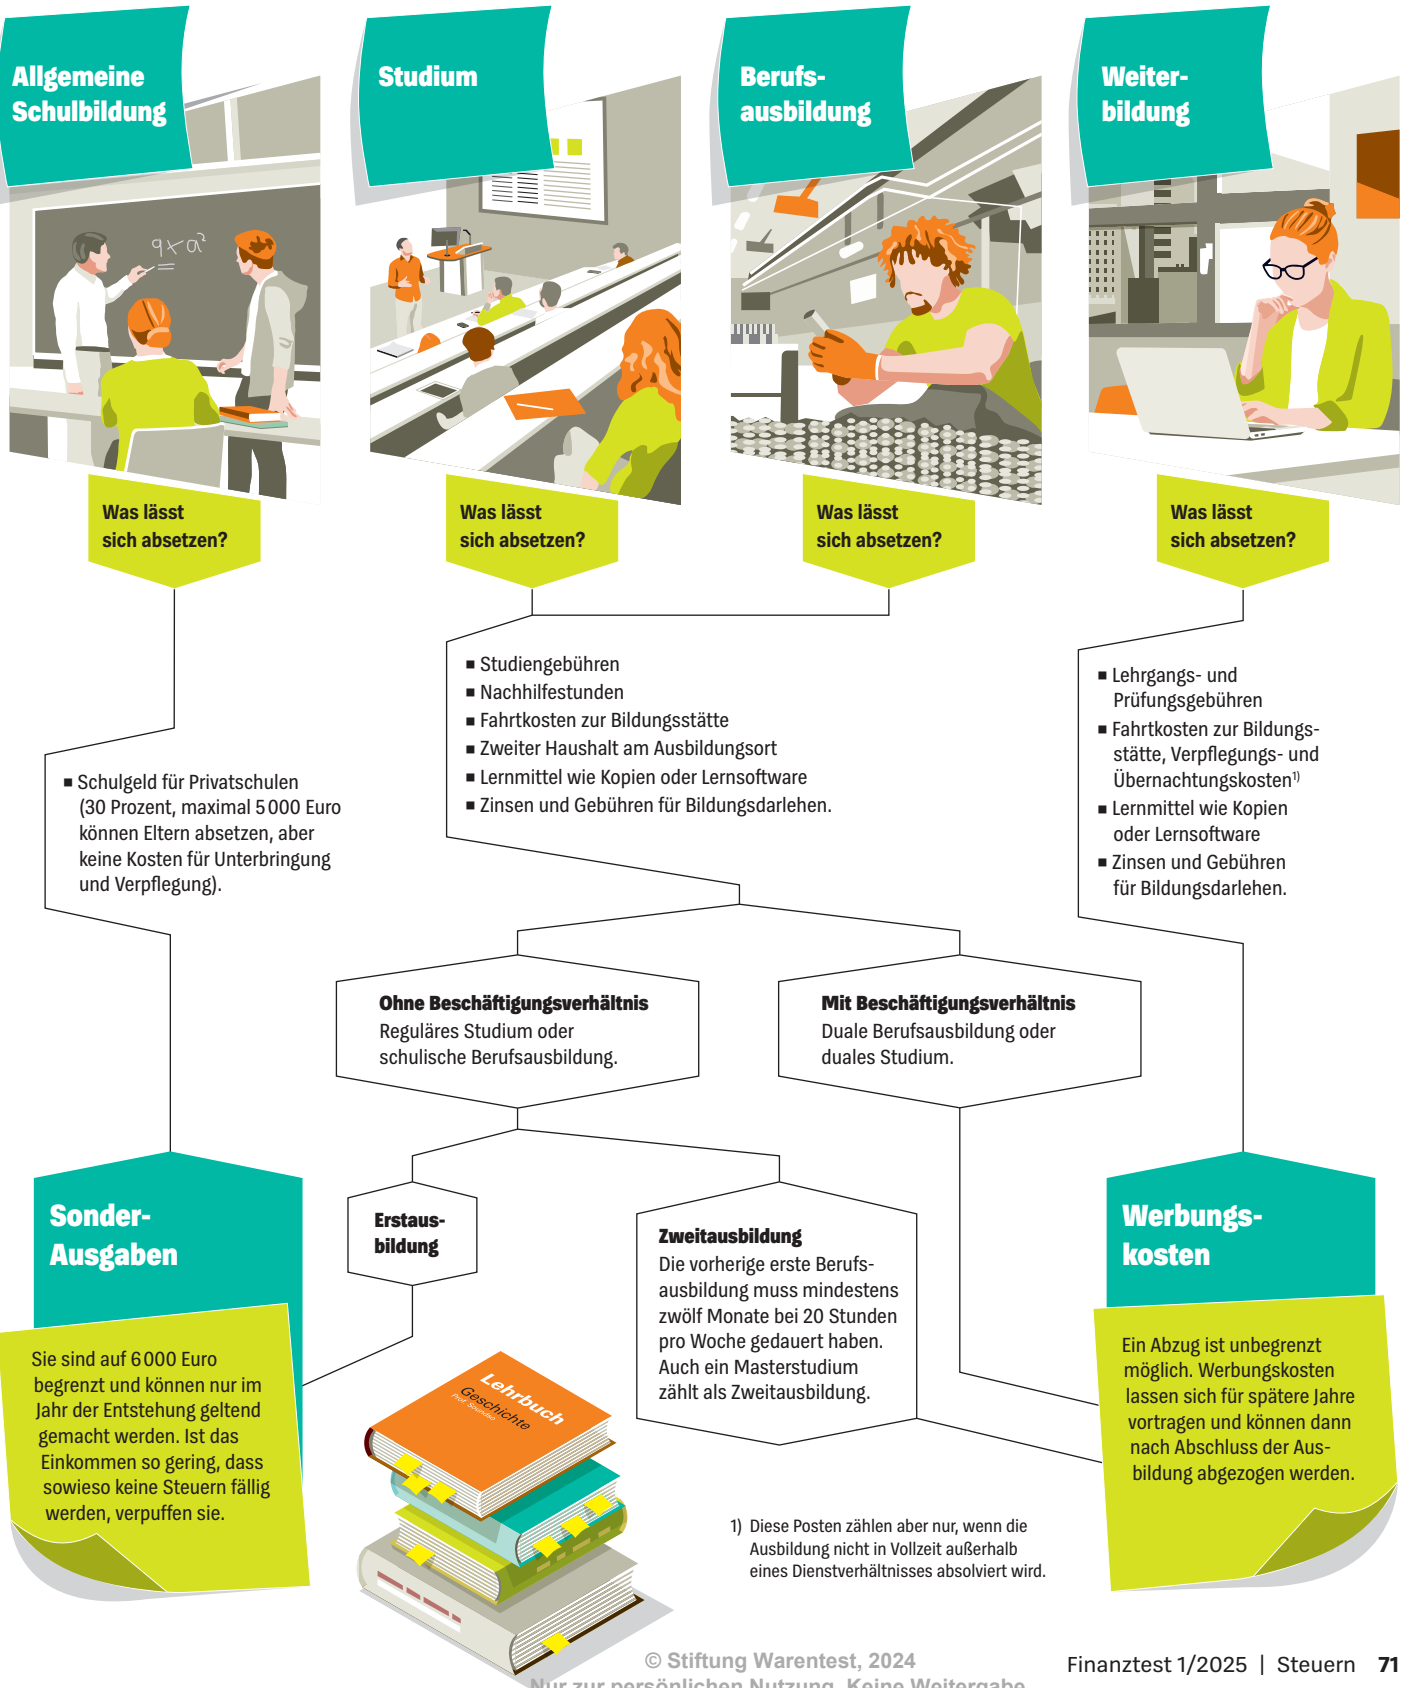 Allgemeine
Schulbildung
Studium
Berufs-
ausbildung
Weiter-
bildung
q+a²
Was lässt
sich absetzen?
Was lässt
sich absetzen?
Was lässt
sich absetzen?
Was lässt
sich absetzen?
■ Schulgeld für Privatschulen
(30 Prozent, maximal 5 000 Euro
können Eltern absetzen, aber
keine Kosten für Unterbringung
und Verpflegung).
■ Studiengebühren
■ Nachhilfestunden
■ Fahrtkosten zur Bildungsstätte
■ Zweiter Haushalt am Ausbildungsort
■ Lernmittel wie Kopien oder Lernsoftware
■ Zinsen und Gebühren für Bildungsdarlehen.
■ Lehrgangs- und
Prüfungsgebühren
■ Fahrtkosten zur Bildungs-
stätte, Verpflegungs- und
Übernachtungskosten1)
■ Lernmittel wie Kopien
oder Lernsoftware
■ Zinsen und Gebühren
für Bildungsdarlehen.
Ohne Beschäftigungsverhältnis
Reguläres Studium oder
schulische Berufsausbildung.
Mit Beschäftigungsverhältnis
Duale Berufsausbildung oder
duales Studium.
Sonder-
Ausgaben
Sie sind auf 6 000 Euro
begrenzt und können nur im
Jahr der Entstehung geltend
gemacht werden. Ist das
Einkommen so gering, dass
sowieso keine Steuern fällig
werden, verpuffen sie.
Erstaus-
bildung
Zweitausbildung
Die vorherige erste Berufs-
ausbildung muss mindestens
zwölf Monate bei 20 Stunden
pro Woche gedauert haben.
Auch ein Masterstudium
zählt als Zweitausbildung.
Werbungs-
kosten
Ein Abzug ist unbegrenzt
möglich. Werbungskosten
lassen sich für spätere Jahre
vortragen und können dann
nach Abschluss der Aus-
bildung abgezogen werden.
Lehrbuch
Geschichte
Prof. Soundso
1) Diese Posten zählen aber nur, wenn die
Ausbildung nicht in Vollzeit außerhalb
eines Dienstverhältnisses absolviert wird.
© Stiftung Warentest, 2024
Nur zur persönlichen Nutzung. Keine Weitergabe.
Finanztest 1/2025 | Steuern 71